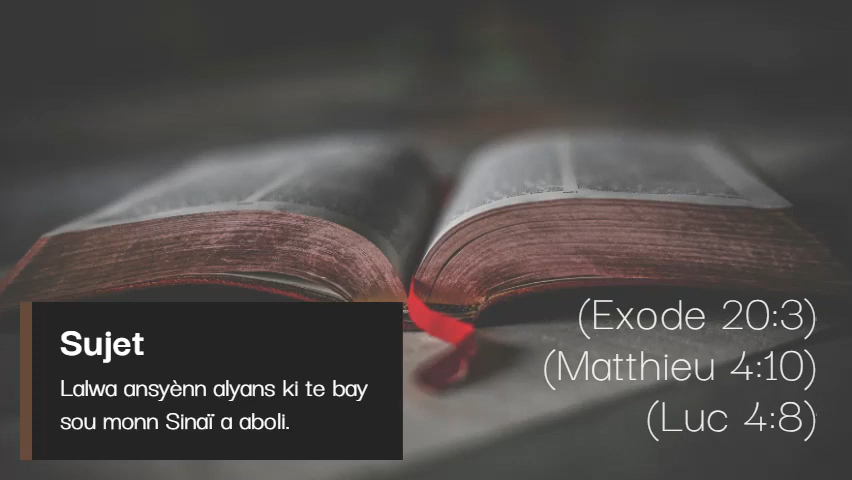 Sujet
Lalwa ansyènn alyans ki te bay
sou monn Sinaï a aboli.
(Exode 20:3)
(Matthieu 4:10)
(Luc 4:8)